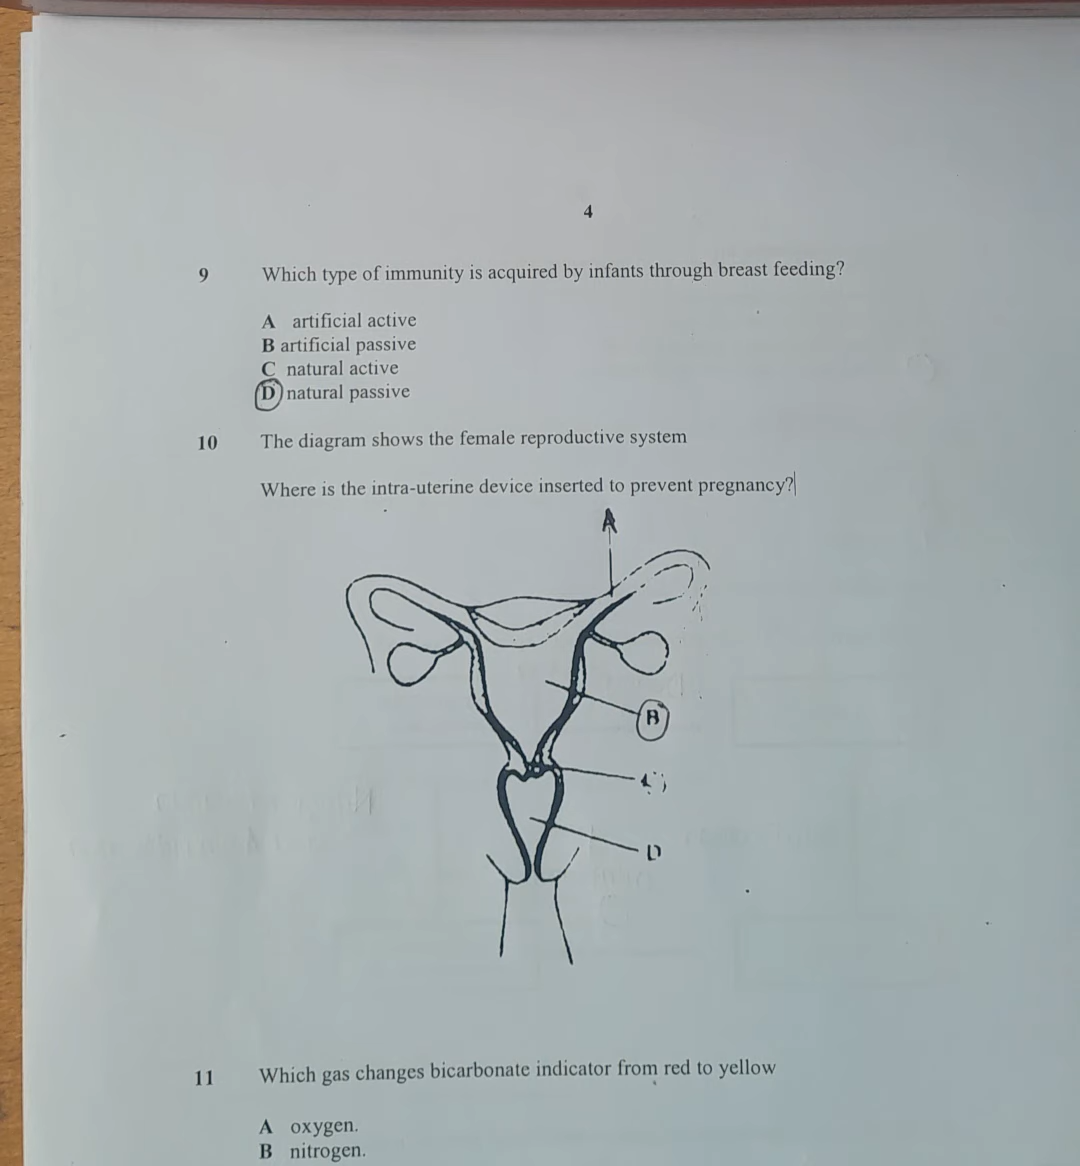 4
9 Which type of immunity is acquired by infants through breast feeding?
A artificial active
B artificial passive
C natural active
D natural passive
10 The diagram shows the female reproductive system
Where is the intra-uterine device inserted to prevent pregnancy?
A
B
D
11 Which gas changes bicarbonate indicator from red to yellow
A oxygen.
B nitrogen.